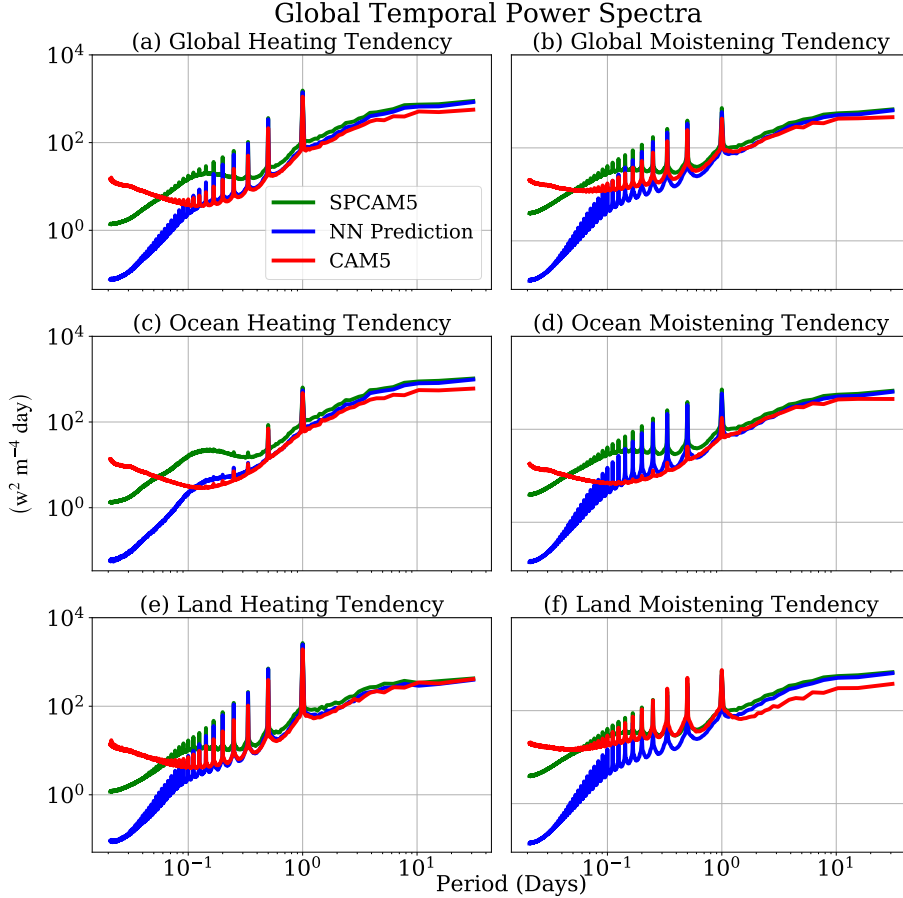 Global Temporal Power Spectra
(a) Global Heating Tendency
(b) Global Moistening Tendency
10⁴
10²
10⁰
SPCAM5
NN Prediction
CAM5
(c) Ocean Heating Tendency
(d) Ocean Moistening Tendency
10⁴
10²
10⁰
(w² m⁻⁴ day)
(e) Land Heating Tendency
(f) Land Moistening Tendency
10⁴
10²
10⁰
10⁻¹ 10⁰ 10¹
10⁻¹ 10⁰ 10¹
Period (Days)